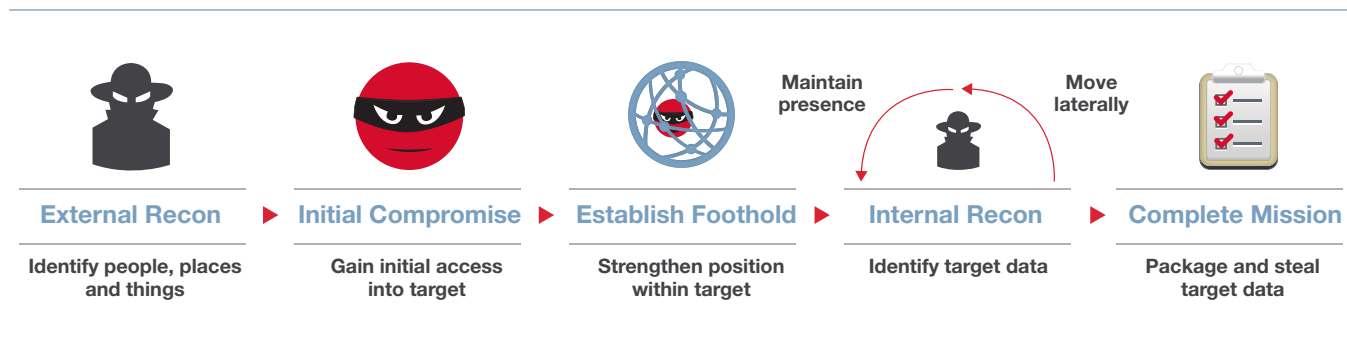 Maintain
presence
Move
laterally
External Recon
Initial Compromise
Establish Foothold
Internal Recon
Complete Mission
Identify people, places
and things
Gain initial access
into target
Strengthen position
within target
Identify target data
Package and steal
target data